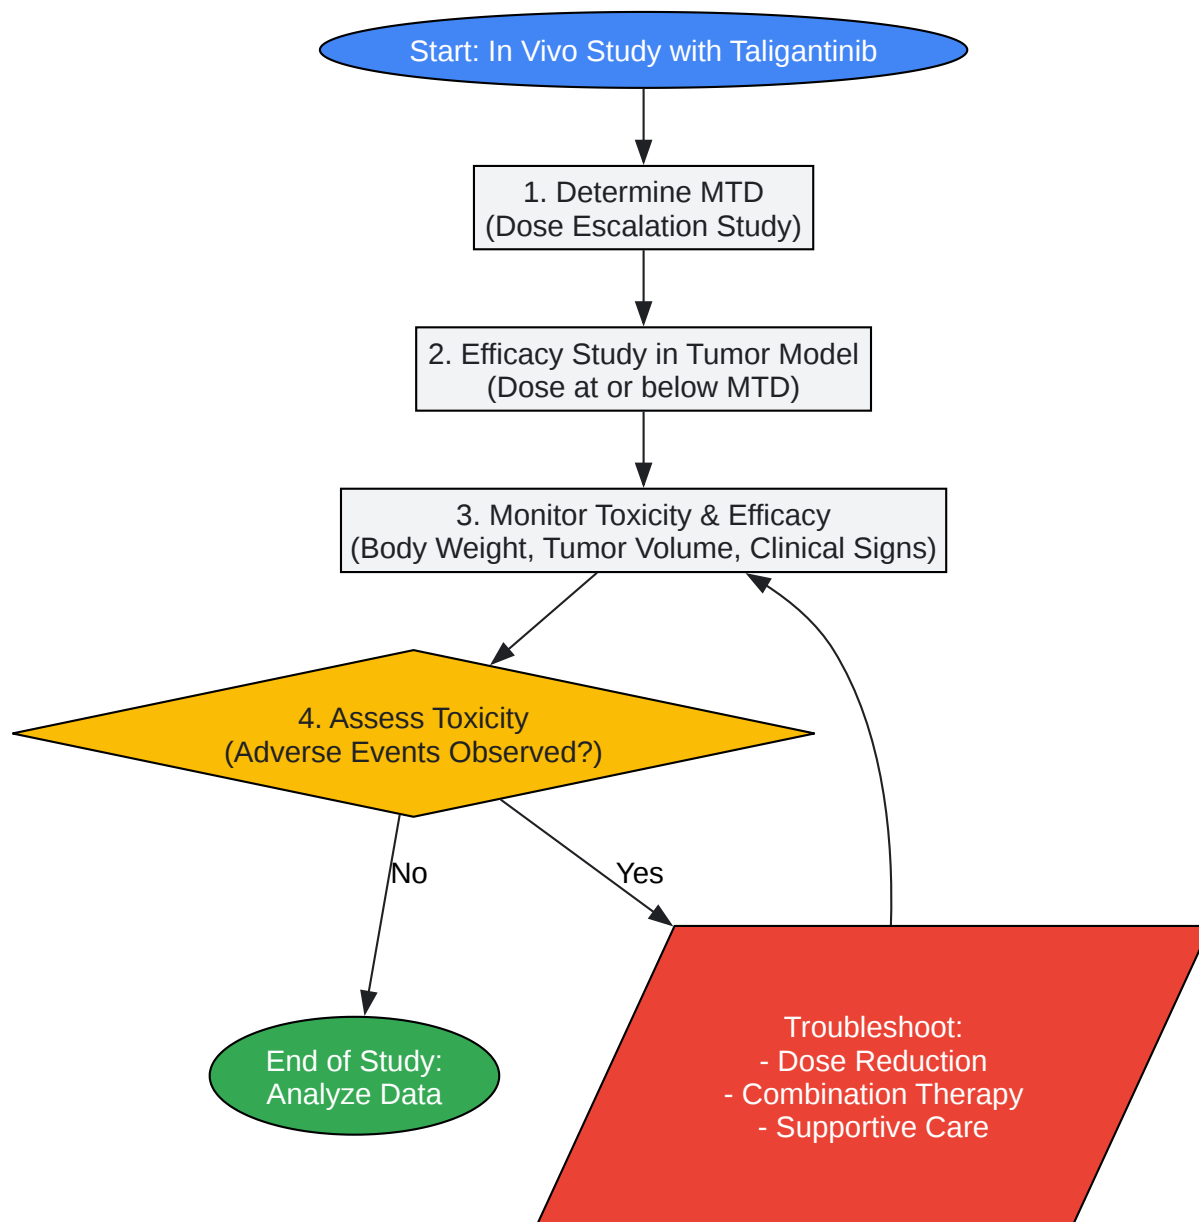 Start: In Vivo Study with Taligantinib
1. Determine MTD
(Dose Escalation Study)
2. Efficacy Study in Tumor Model
(Dose at or below MTD)
3. Monitor Toxicity & Efficacy
(Body Weight, Tumor Volume, Clinical Signs)
4. Assess Toxicity
(Adverse Events Observed?)
No
Yes
End of Study:
Analyze Data
Troubleshoot:
- Dose Reduction
- Combination Therapy
- Supportive Care